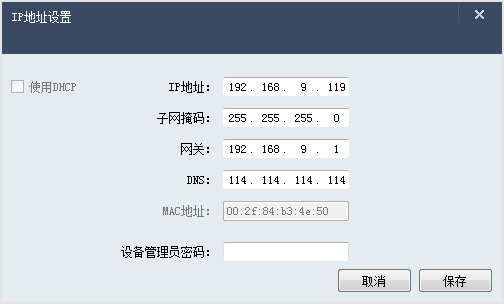 IP地址设置
使用DHCP
IP地址: 192. 168. 9 . 119
子网掩码: 255. 255. 255. 0
网关: 192. 168. 9 . 1
DNS: 114. 114. 114. 114
MAC地址: 00:2f:84:b3:4e:50
设备管理员密码:
取消 保存